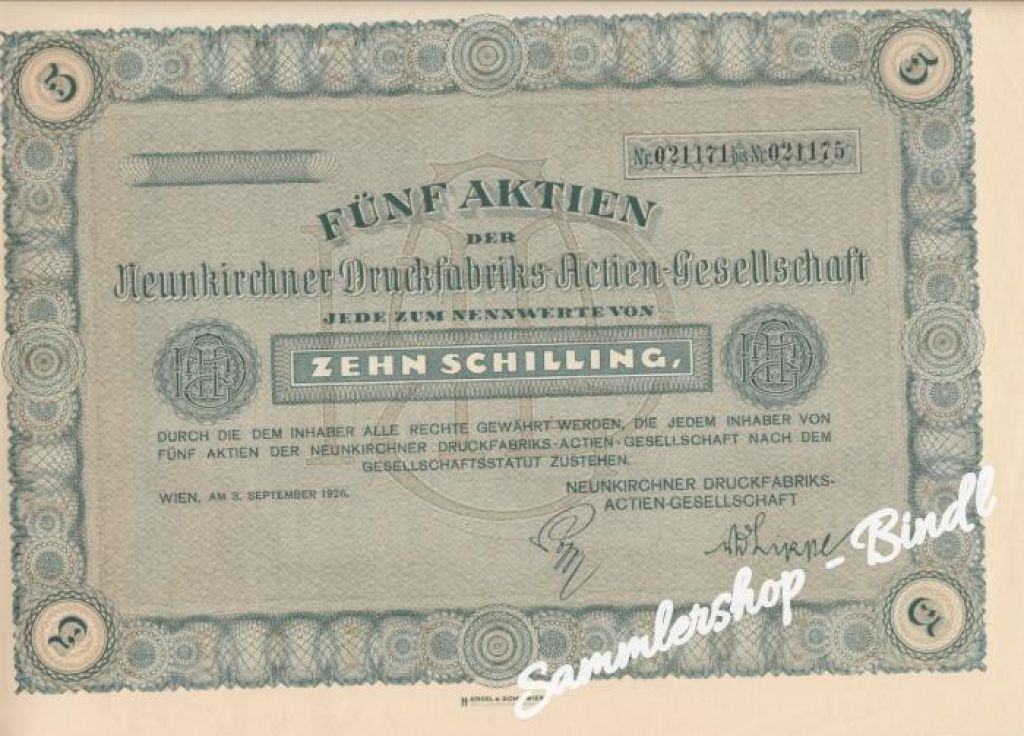 5
5
Nr. 021171 bis Nr. 021175
FÜNF AKTIEN
DER
Neunkirchner Druckfabriks-Actien-Gesellschaft
JEDE ZUM NENNWERTE VON
ZEHN SCHILLING,
DURCH DIE DEM INHABER ALLE RECHTE GEWÄHRT WERDEN, DIE JEDEM INHABER VON
FÜNF AKTIEN DER NEUNKIRCHNER DRUCKFABRIKS-ACTIEN-GESELLSCHAFT NACH DEM
GESELLSCHAFTSSTATUT ZUSTEHEN.
WIEN, AM 3. SEPTEMBER 1926.
NEUNKIRCHNER DRUCKFABRIKS-
ACTIEN-GESELLSCHAFT
Sammlershop - Bindl
5
5